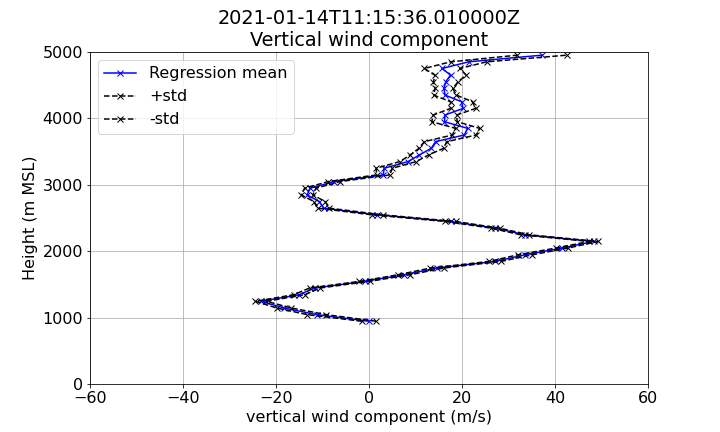 2021-01-14T11:15:36.010000Z
Vertical wind component
Regression mean
+std
-std
Height (m MSL)
5000
4000
3000
2000
1000
0
−60 −40 −20 0 20 40 60
vertical wind component (m/s)